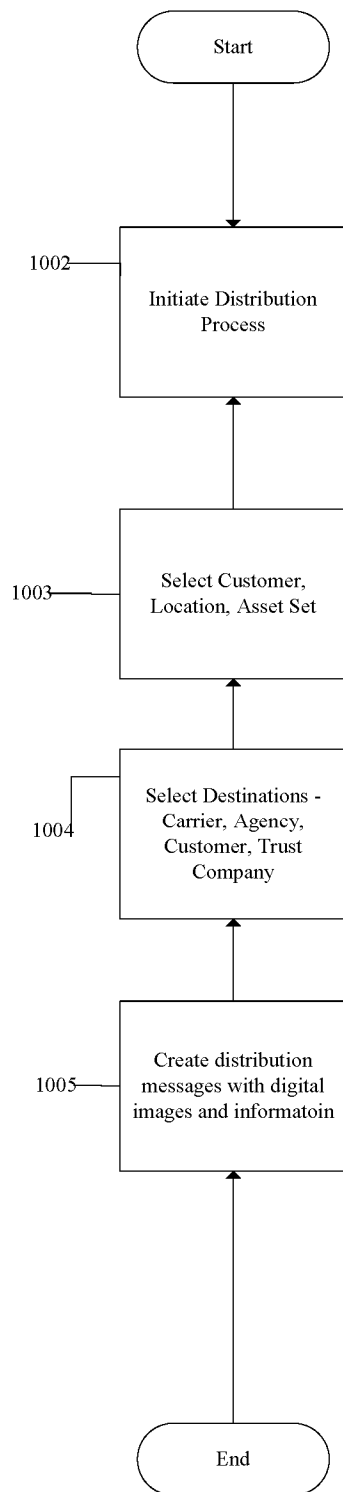 Start
1002
Initiate Distribution
Process
1003
Select Customer,
Location, Asset Set
1004
Select Destinations -
Carrier, Agency,
Customer, Trust
Company
1005
Create distribution
messages with digital
images and informatoin
End